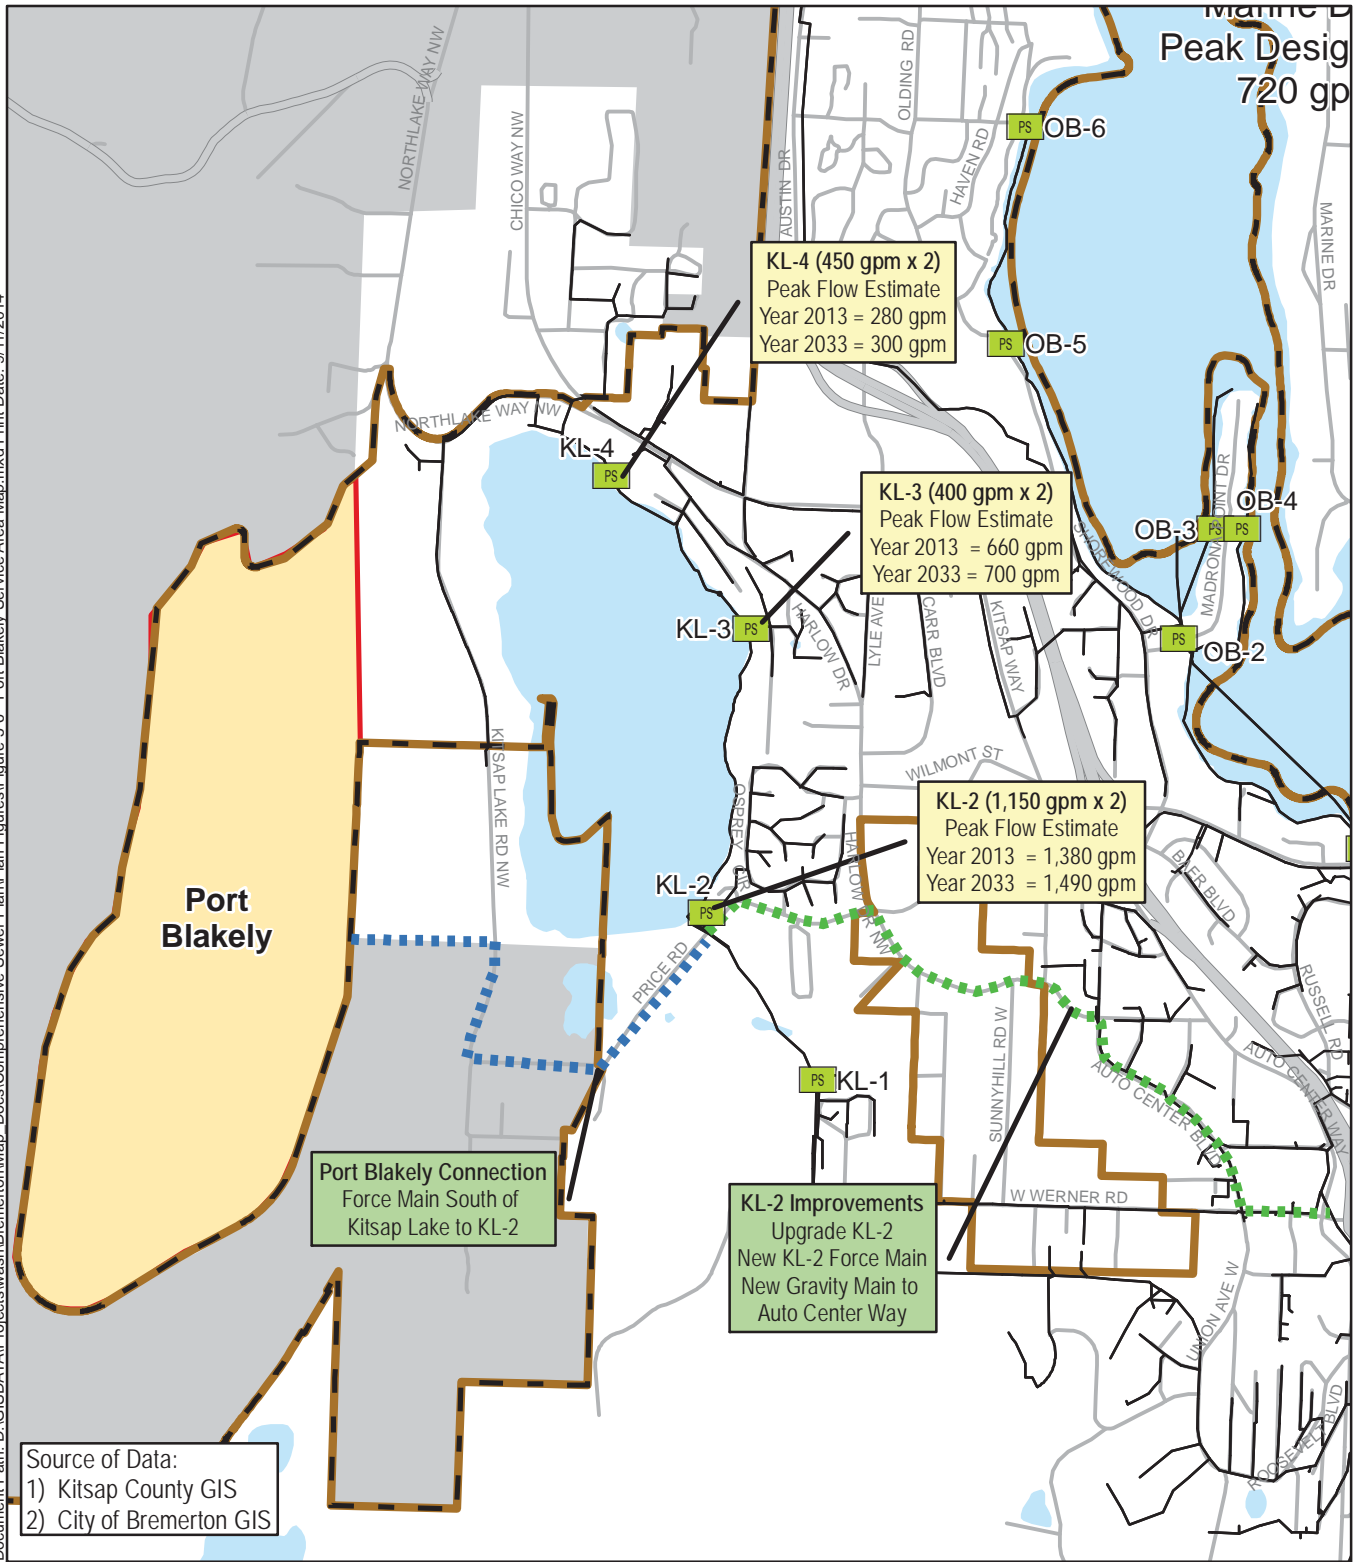 Peak Desig
720 gp
NORTHLAKE WAY NW
CHICO WAY NW
AUSTIN DR
OLDING RD
HAVEN RD
PS OB-6
MARINE DR
KL-4 (450 gpm x 2)
Peak Flow Estimate
Year 2013 = 280 gpm
Year 2033 = 300 gpm
PS OB-5
NORTHLAKE WAY NW
KL-4
PS
KL-3 (400 gpm x 2)
Peak Flow Estimate
Year 2013 = 660 gpm
Year 2033 = 700 gpm
OB-4
OB-3 PS PS
MADRONA POINT DR
SHOREWOOD DR
KL-3 PS
HARLOW DR
LYLE AVE
CARR BLVD
KITSAP WAY
PS OB-2
KITSAP LAKE RD NW
WILMONT ST
OSPREY CIR
HARLOW DR NW
KL-2 (1,150 gpm x 2)
Peak Flow Estimate
Year 2013 = 1,380 gpm
Year 2033 = 1,490 gpm
BAER BLVD
KL-2
PS
Port
Blakely
PRICE RD
RUSSELL RD
SUNNYHILL RD W
AUTO CENTER WAY
AUTO CENTER BLVD
PS KL-1
Port Blakely Connection
Force Main South of
Kitsap Lake to KL-2
KL-2 Improvements
Upgrade KL-2
New KL-2 Force Main
New Gravity Main to
Auto Center Way
W WERNER RD
UNION AVE W
ROOSEVELT BLVD
Source of Data:
1) Kitsap County GIS
2) City of Bremerton GIS